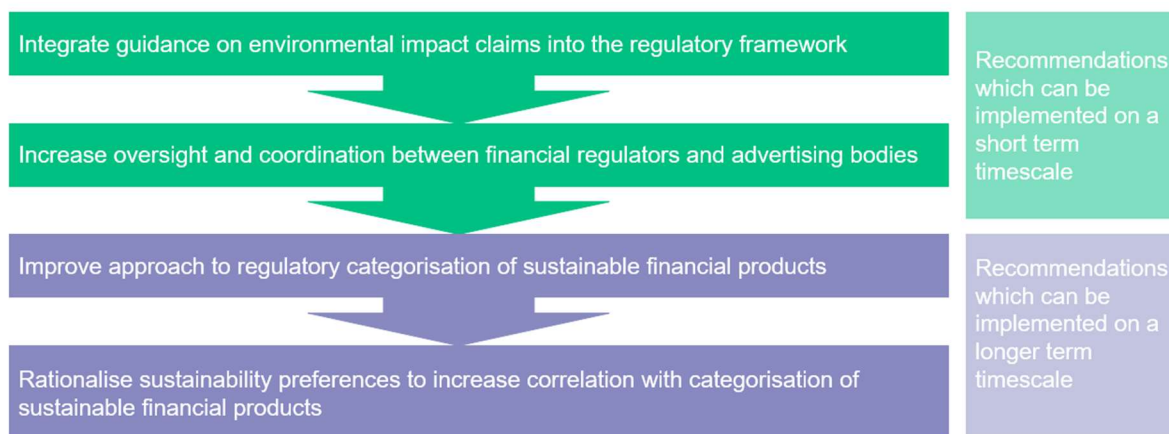 Integrate guidance on environmental impact claims into the regulatory framework
Increase oversight and coordination between financial regulators and advertising bodies
Improve approach to regulatory categorisation of sustainable financial products
Rationalise sustainability preferences to increase correlation with categorisation of
sustainable financial products
Recommendations
which can be
implemented on a
short term
timescale
Recommendations
which can be
implemented on a
longer term
timescale